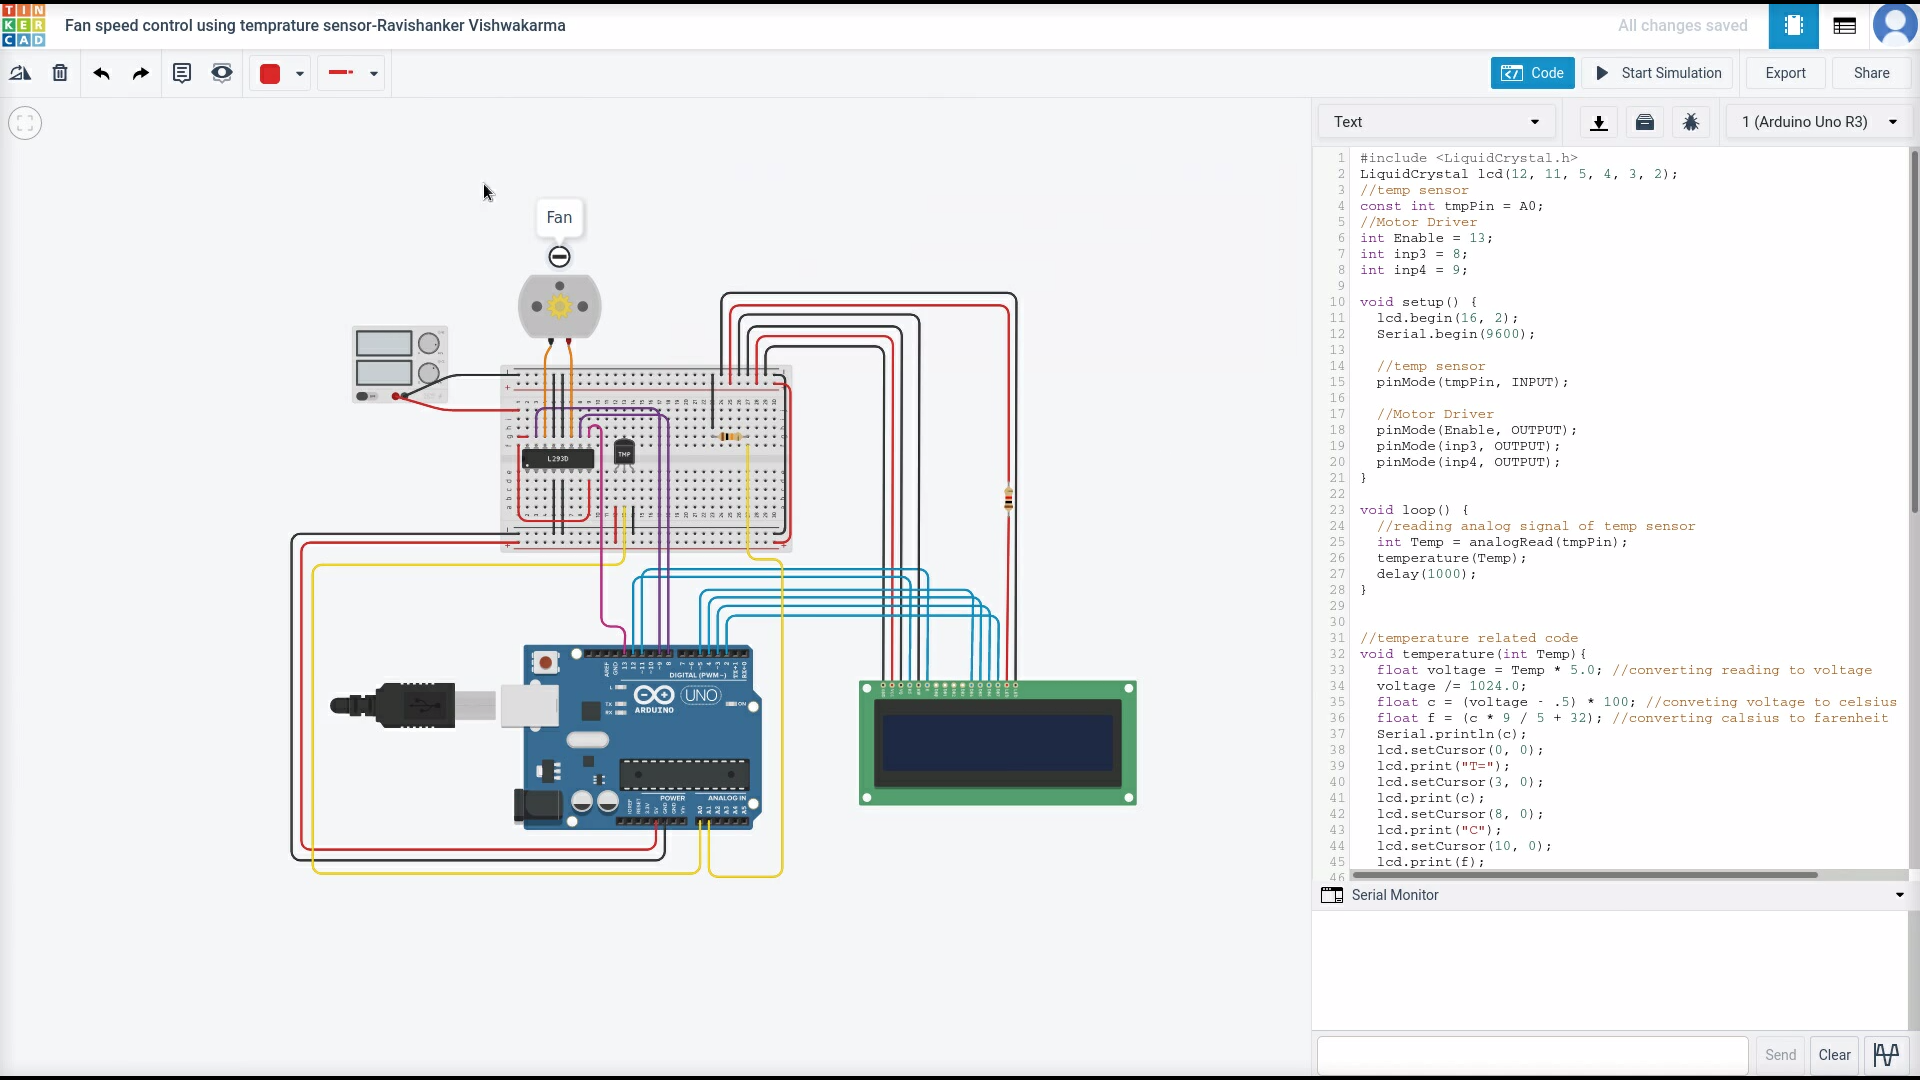 TIN
KER
CAD
Fan speed control using temprature sensor-Ravishanker Vishwakarma
All changes saved
Code
Start Simulation
Export
Share
Text
1 (Arduino Uno R3)
Fan
L293D
TMP
DIGITAL (PWM~)
UNO
ARDUINO
TX
RX
ON
POWER
ANALOG IN
1 #include <LiquidCrystal.h>
2 LiquidCrystal lcd(12, 11, 5, 4, 3, 2);
3 //temp sensor
4 const int tmpPin = A0;
5 //Motor Driver
6 int Enable = 13;
7 int inp3 = 8;
8 int inp4 = 9;
9
10 void setup() {
11 lcd.begin(16, 2);
12 Serial.begin(9600);
13
14 //temp sensor
15 pinMode(tmpPin, INPUT);
16
17 //Motor Driver
18 pinMode(Enable, OUTPUT);
19 pinMode(inp3, OUTPUT);
20 pinMode(inp4, OUTPUT);
21 }
22
23 void loop() {
24 //reading analog signal of temp sensor
25 int Temp = analogRead(tmpPin);
26 temperature(Temp);
27 delay(1000);
28 }
29
30
31 //temperature related code
32 void temperature(int Temp){
33 float voltage = Temp * 5.0; //converting reading to voltage
34 voltage /= 1024.0;
35 float c = (voltage - .5) * 100; //conveting voltage to celsius
36 float f = (c * 9 / 5 + 32); //converting calsius to farenheit
37 Serial.println(c);
38 lcd.setCursor(0, 0);
39 lcd.print("T=");
40 lcd.setCursor(3, 0);
41 lcd.print(c);
42 lcd.setCursor(8, 0);
43 lcd.print("C");
44 lcd.setCursor(10, 0);
45 lcd.print(f);
46
Serial Monitor
Send
Clear